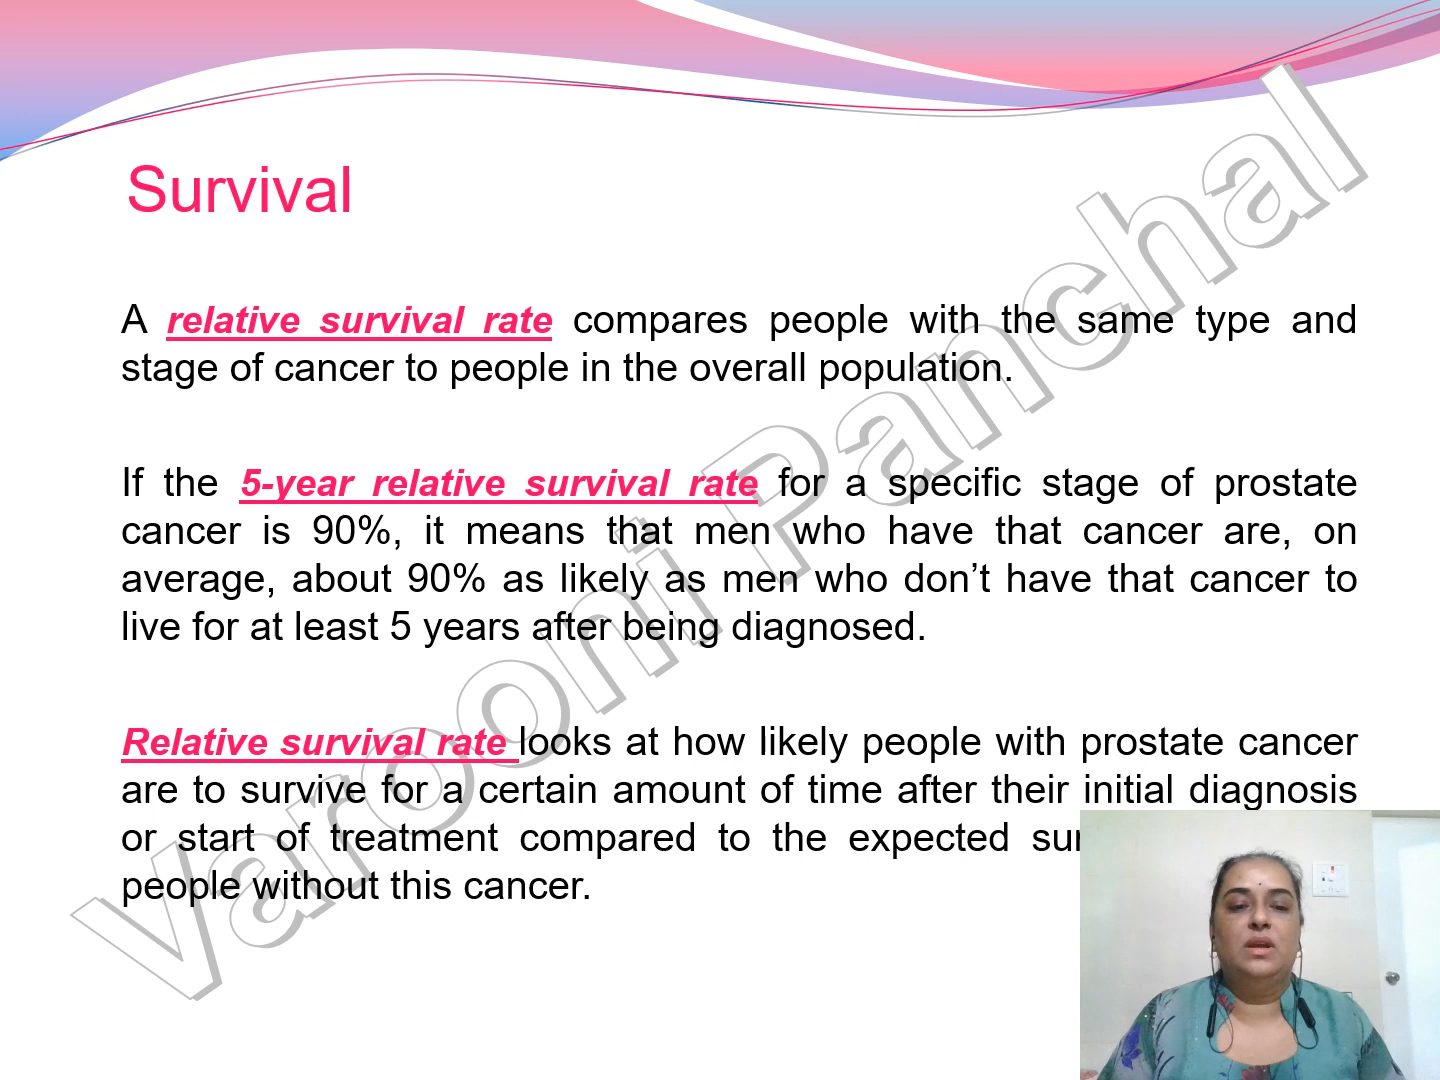 Survival
A relative survival rate compares people with the same type and
stage of cancer to people in the overall population.
If the 5-year relative survival rate for a specific stage of prostate
cancer is 90%, it means that men who have that cancer are, on
average, about 90% as likely as men who don’t have that cancer to
live for at least 5 years after being diagnosed.
Relative survival rate looks at how likely people with prostate cancer
are to survive for a certain amount of time after their initial diagnosis
or start of treatment compared to the expected
people without this cancer.
Varooni Panchal